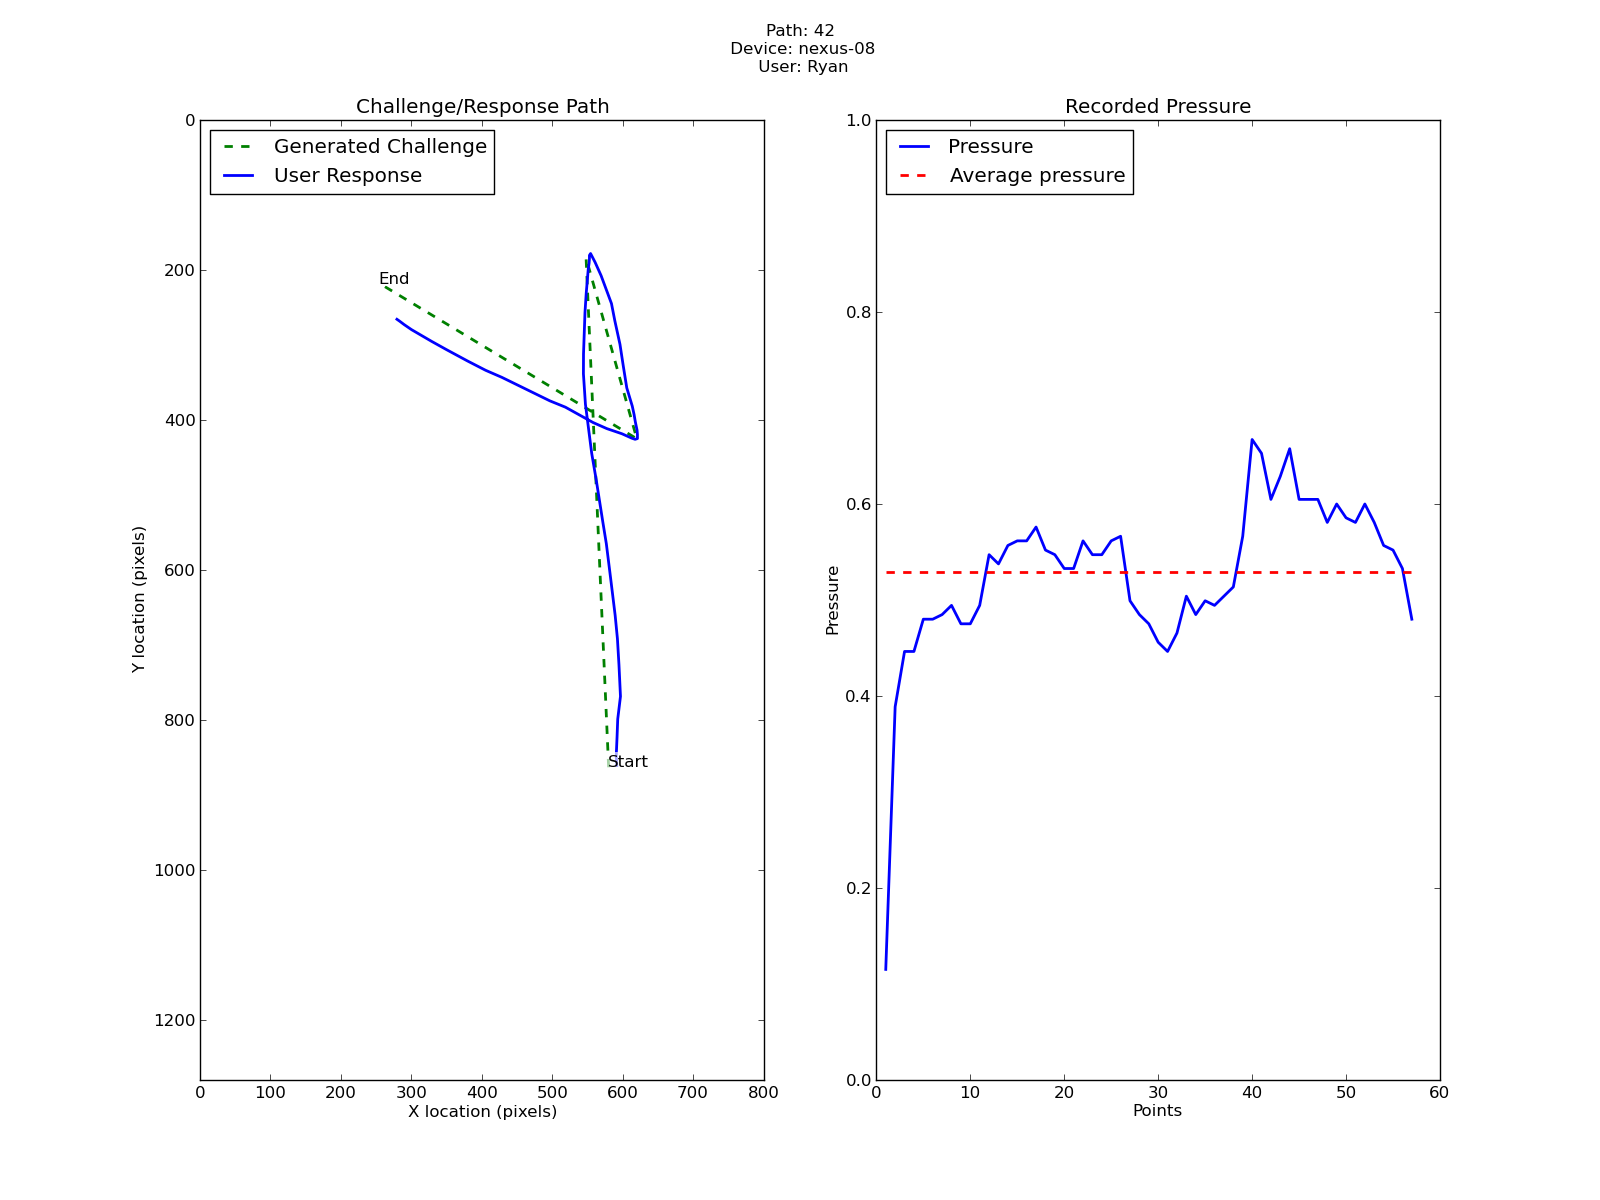 Path: 42
Device: nexus-08
User: Ryan
Challenge/Response Path
Generated Challenge
User Response
End
Start
0
200
400
600
800
1000
1200
Y location (pixels)
0 100 200 300 400 500 600 700 800
X location (pixels)
Recorded Pressure
Pressure
Average pressure
1.0
0.8
0.6
0.4
0.2
0.0
Pressure
0 10 20 30 40 50 60
Points